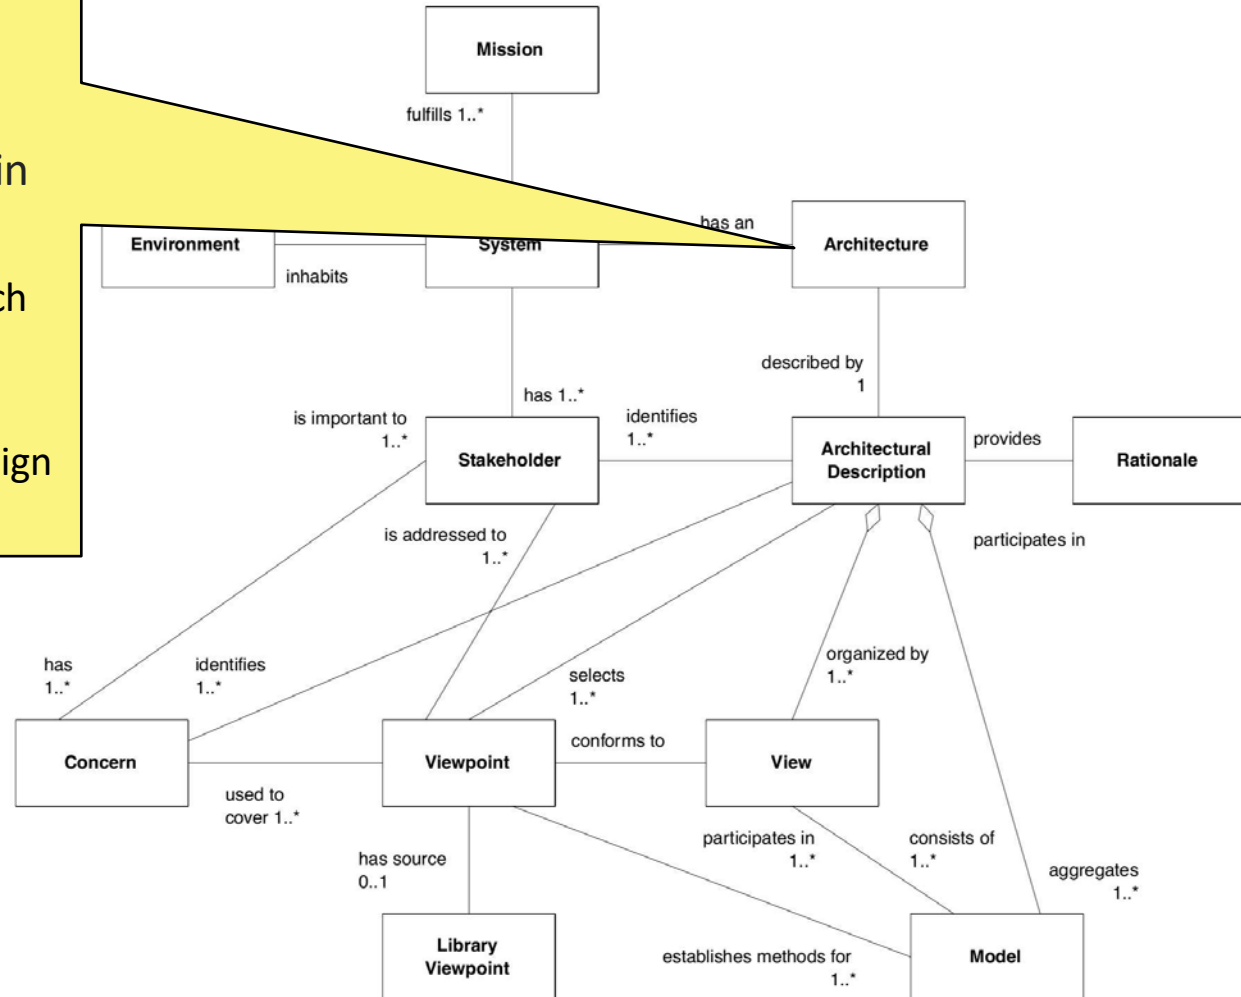 Mission
fulfills 1..*
in
has an
Environment
System
Architecture
inhabits
ch
described by
1
has 1..*
is important to
1..*
identifies
1..*
ign
Stakeholder
Architectural
Description
provides
Rationale
is addressed to
1..*
participates in
has
1..*
identifies
1..*
organized by
1..*
selects
1..*
conforms to
Concern
Viewpoint
View
used to
cover 1..*
participates in
1..*
consists of
1..*
has source
0..1
aggregates
1..*
Library
Viewpoint
establishes methods for
1..*
Model